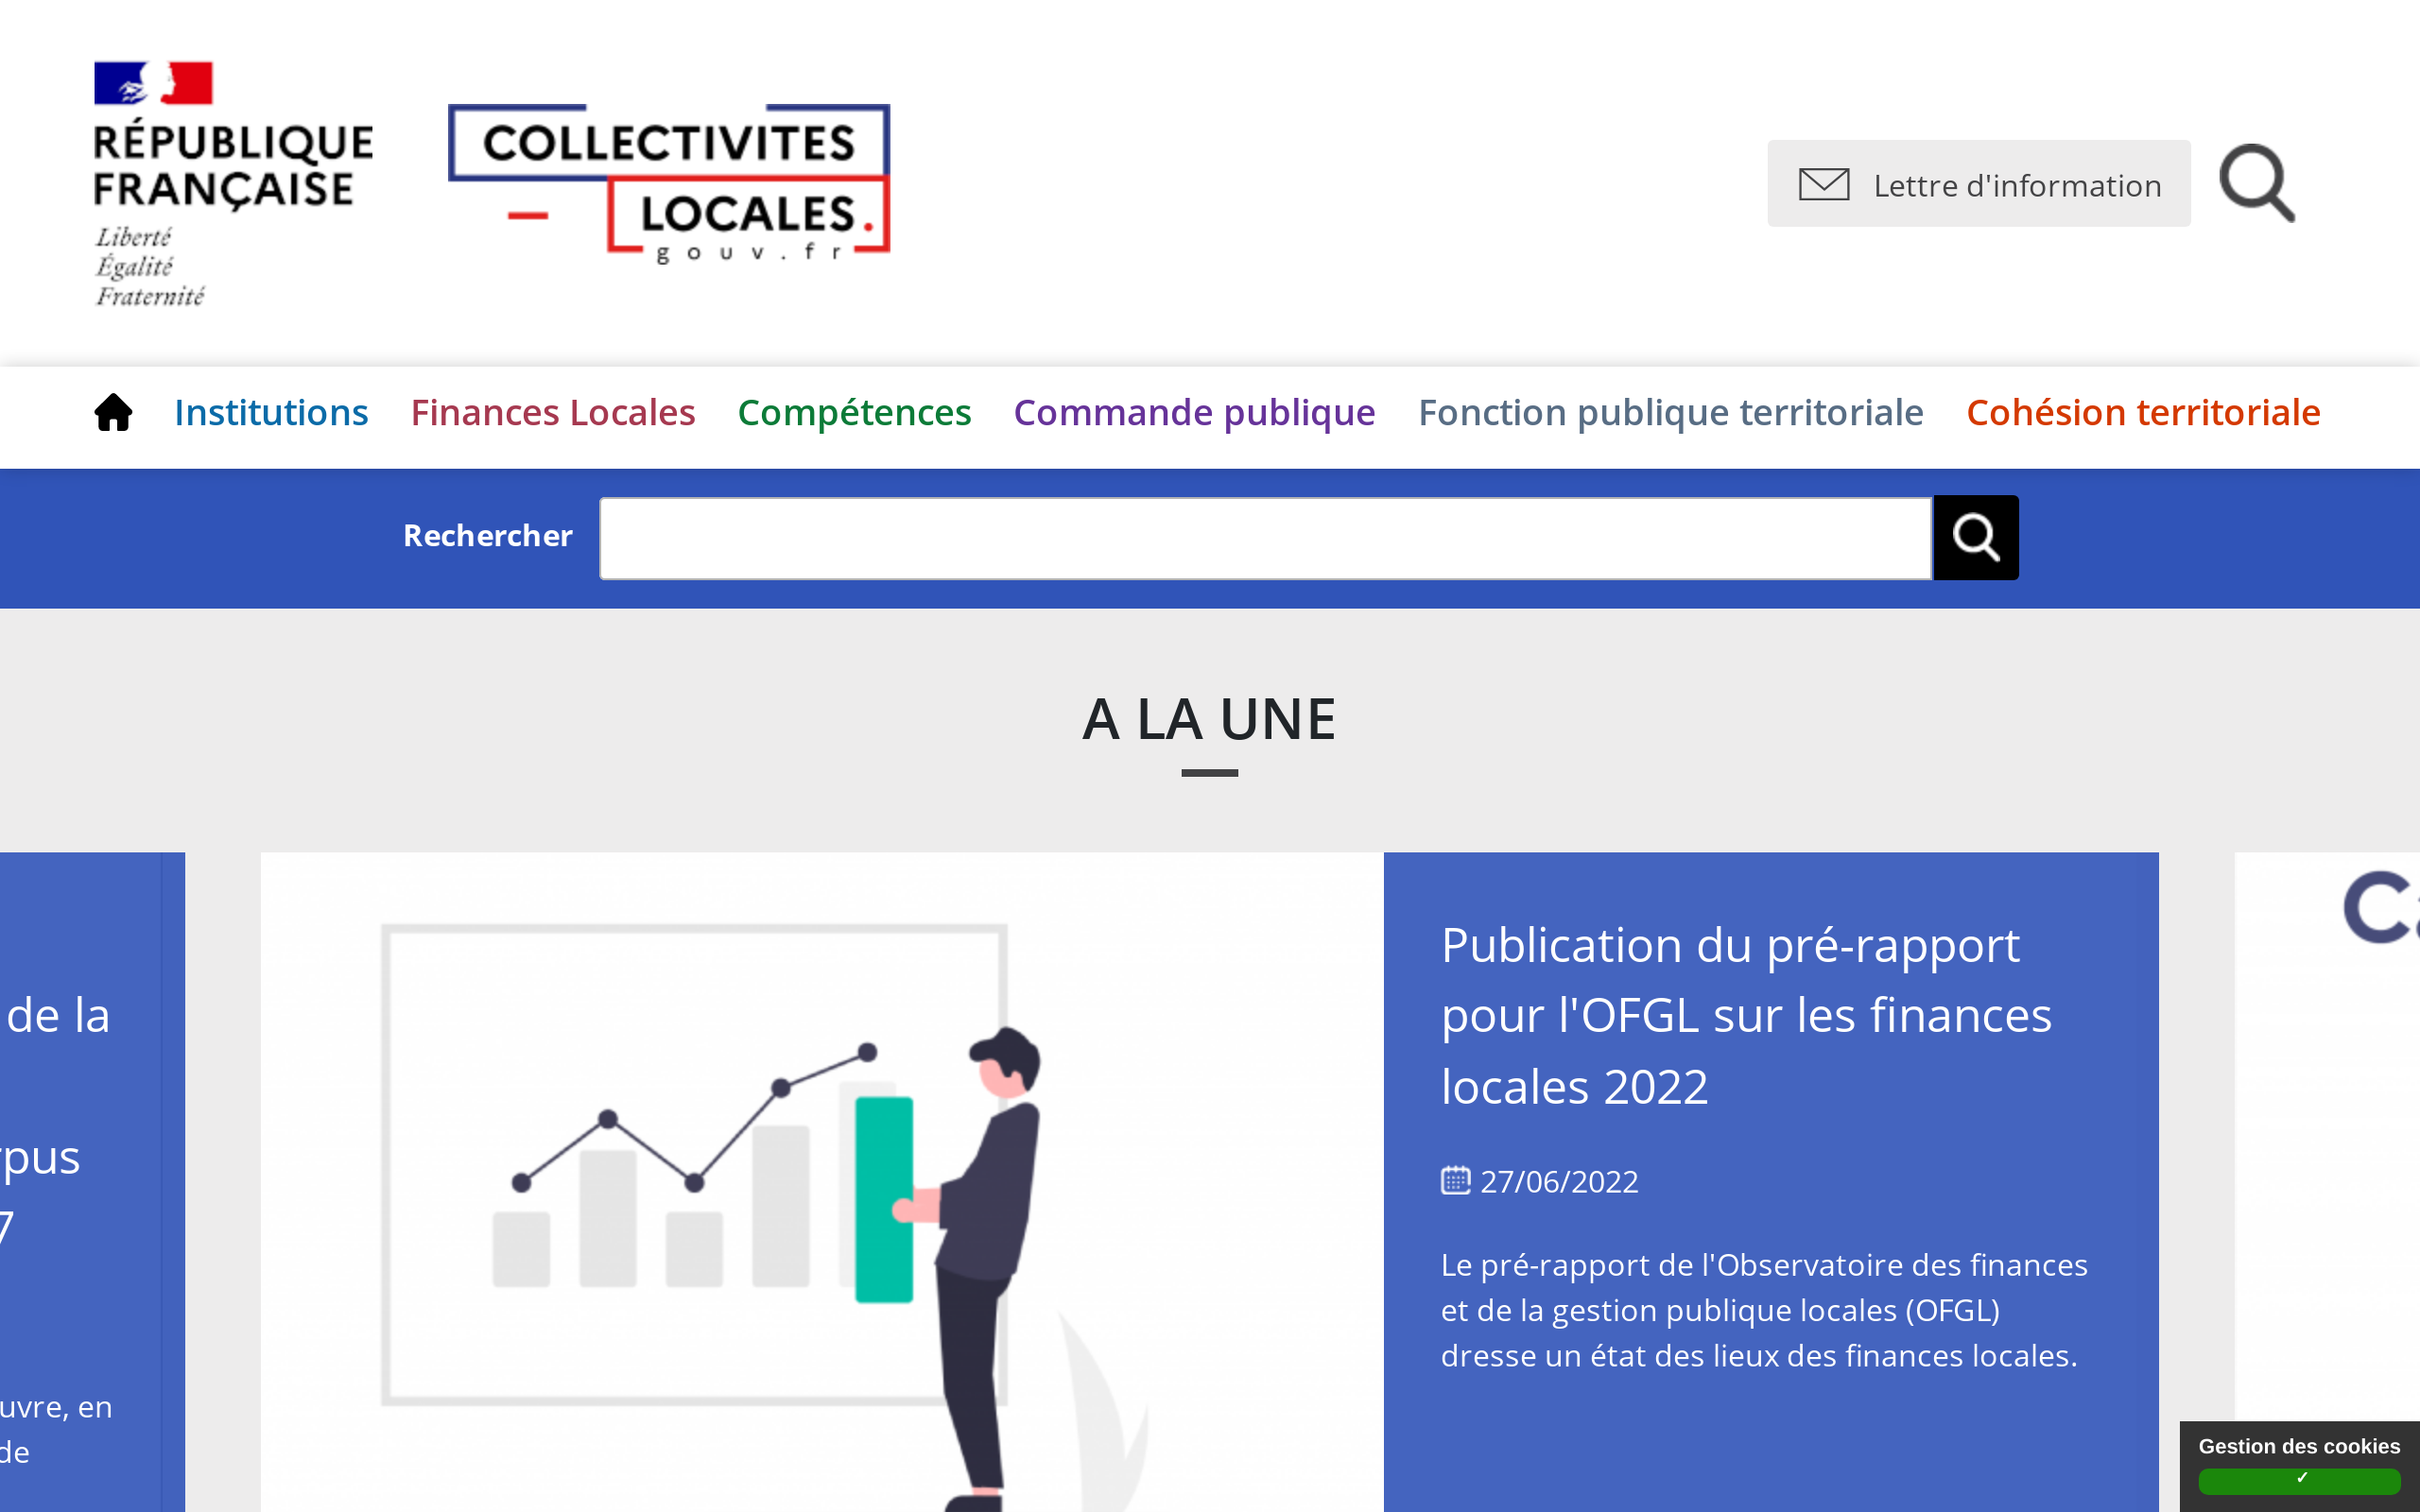 RÉPUBLIQUE
FRANÇAISE
Liberté
Égalité
Fraternité
COLLECTIVITES
LOCALES.
gouv.fr
Lettre d'information
Institutions Finances Locales Compétences Commande publique Fonction publique territoriale Cohésion territoriale
Rechercher
A LA UNE
de la
7
uvre, en
de
Publication du pré-rapport
pour l'OFGL sur les finances
locales 2022
27/06/2022
Le pré-rapport de l'Observatoire des finances
et de la gestion publique locales (OFGL)
dresse un état des lieux des finances locales.
Gestion des cookies
✓